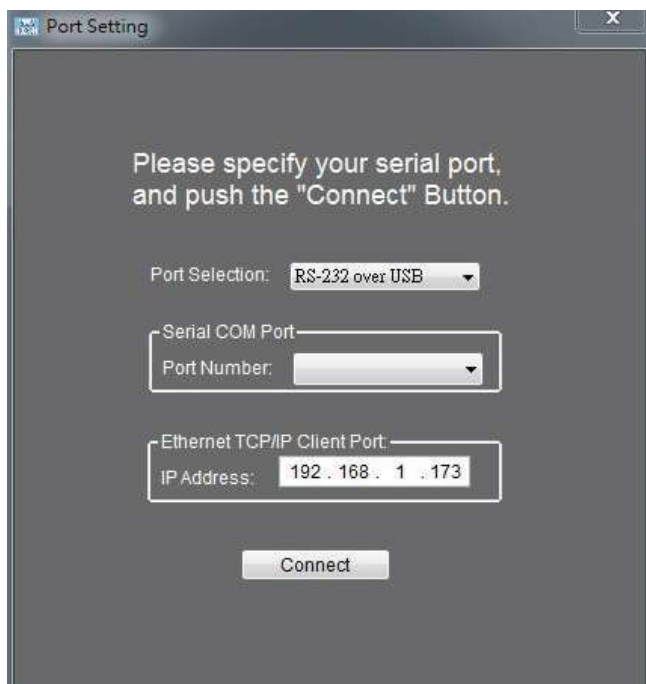 Port Setting
X
Please specify your serial port,
and push the "Connect" Button.
Port Selection: RS-232 over USB
Serial COM Port
Port Number:
Ethernet TCP/IP Client Port:
IP Address: 192 . 168 . 1 . 173
Connect